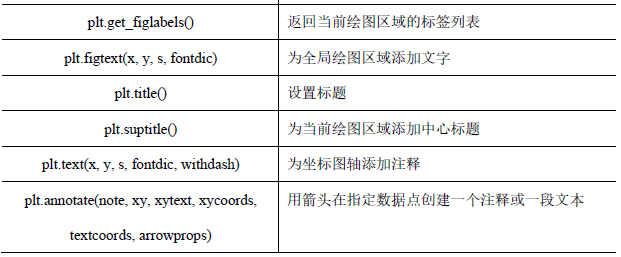 plt.get_figlabels() 返回当前绘图区域的标签列表
plt.figtext(x, y, s, fontdic) 为全局绘图区域添加文字
plt.title() 设置标题
plt.suptitle() 为当前绘图区域添加中心标题
plt.text(x, y, s, fontdic, withdash) 为坐标图轴添加注释
plt.annotate(note, xy, xytext, xycoords, 用箭头在指定数据点创建一个注释或一段文本
textcoords, arrowprops)